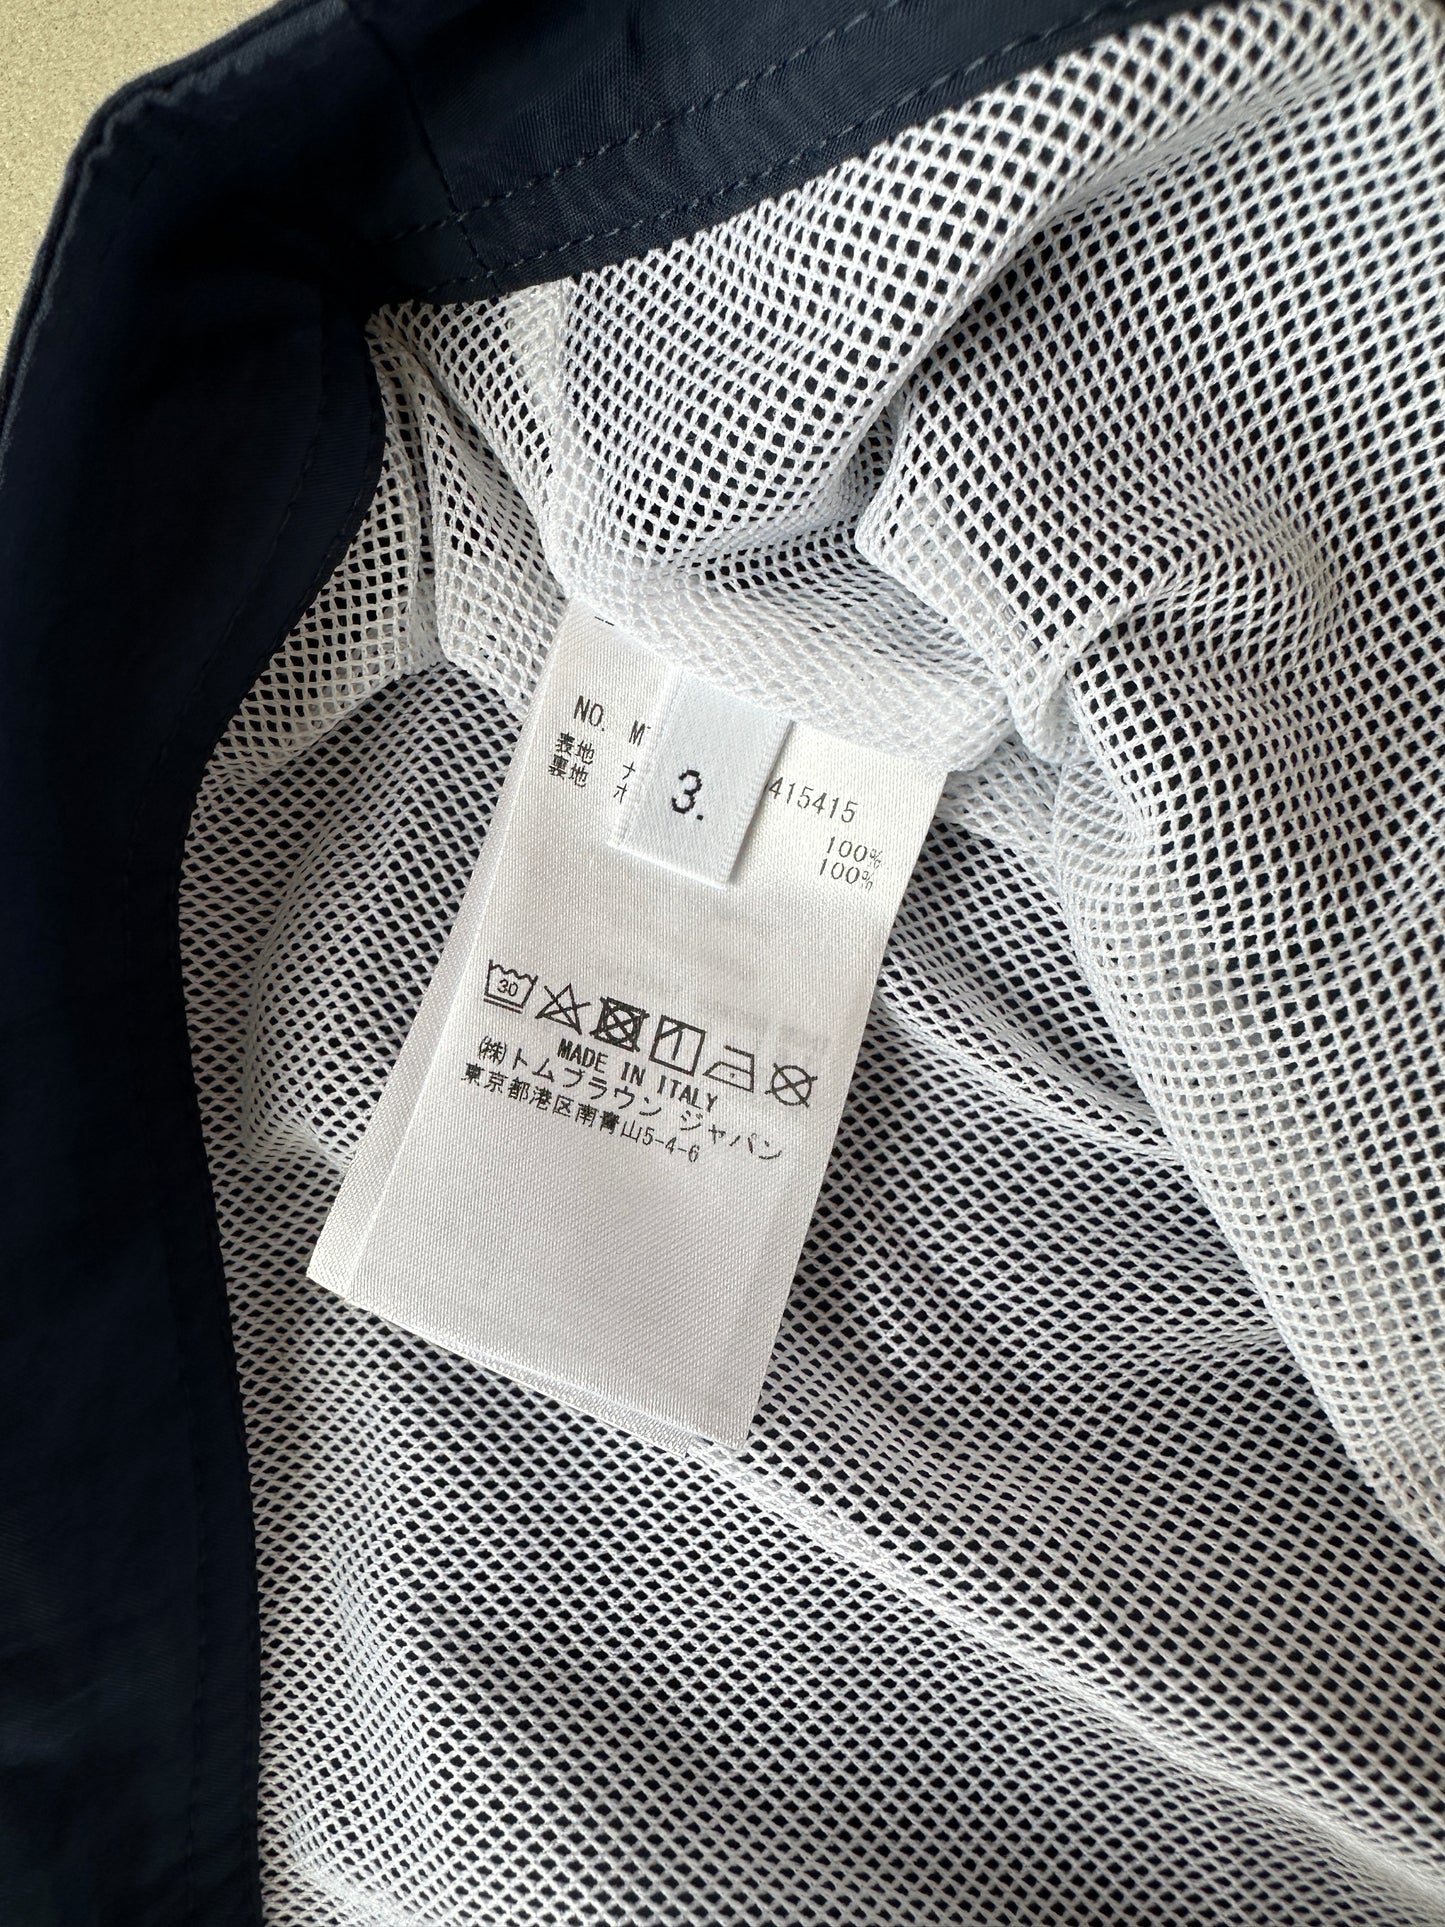 NO. M
415415
表地 ナ 100%
裏地 ポ 100%
3.
30
MADE IN ITALY
(株)トムブラウン ジャパン
東京都港区南青山5-4-6